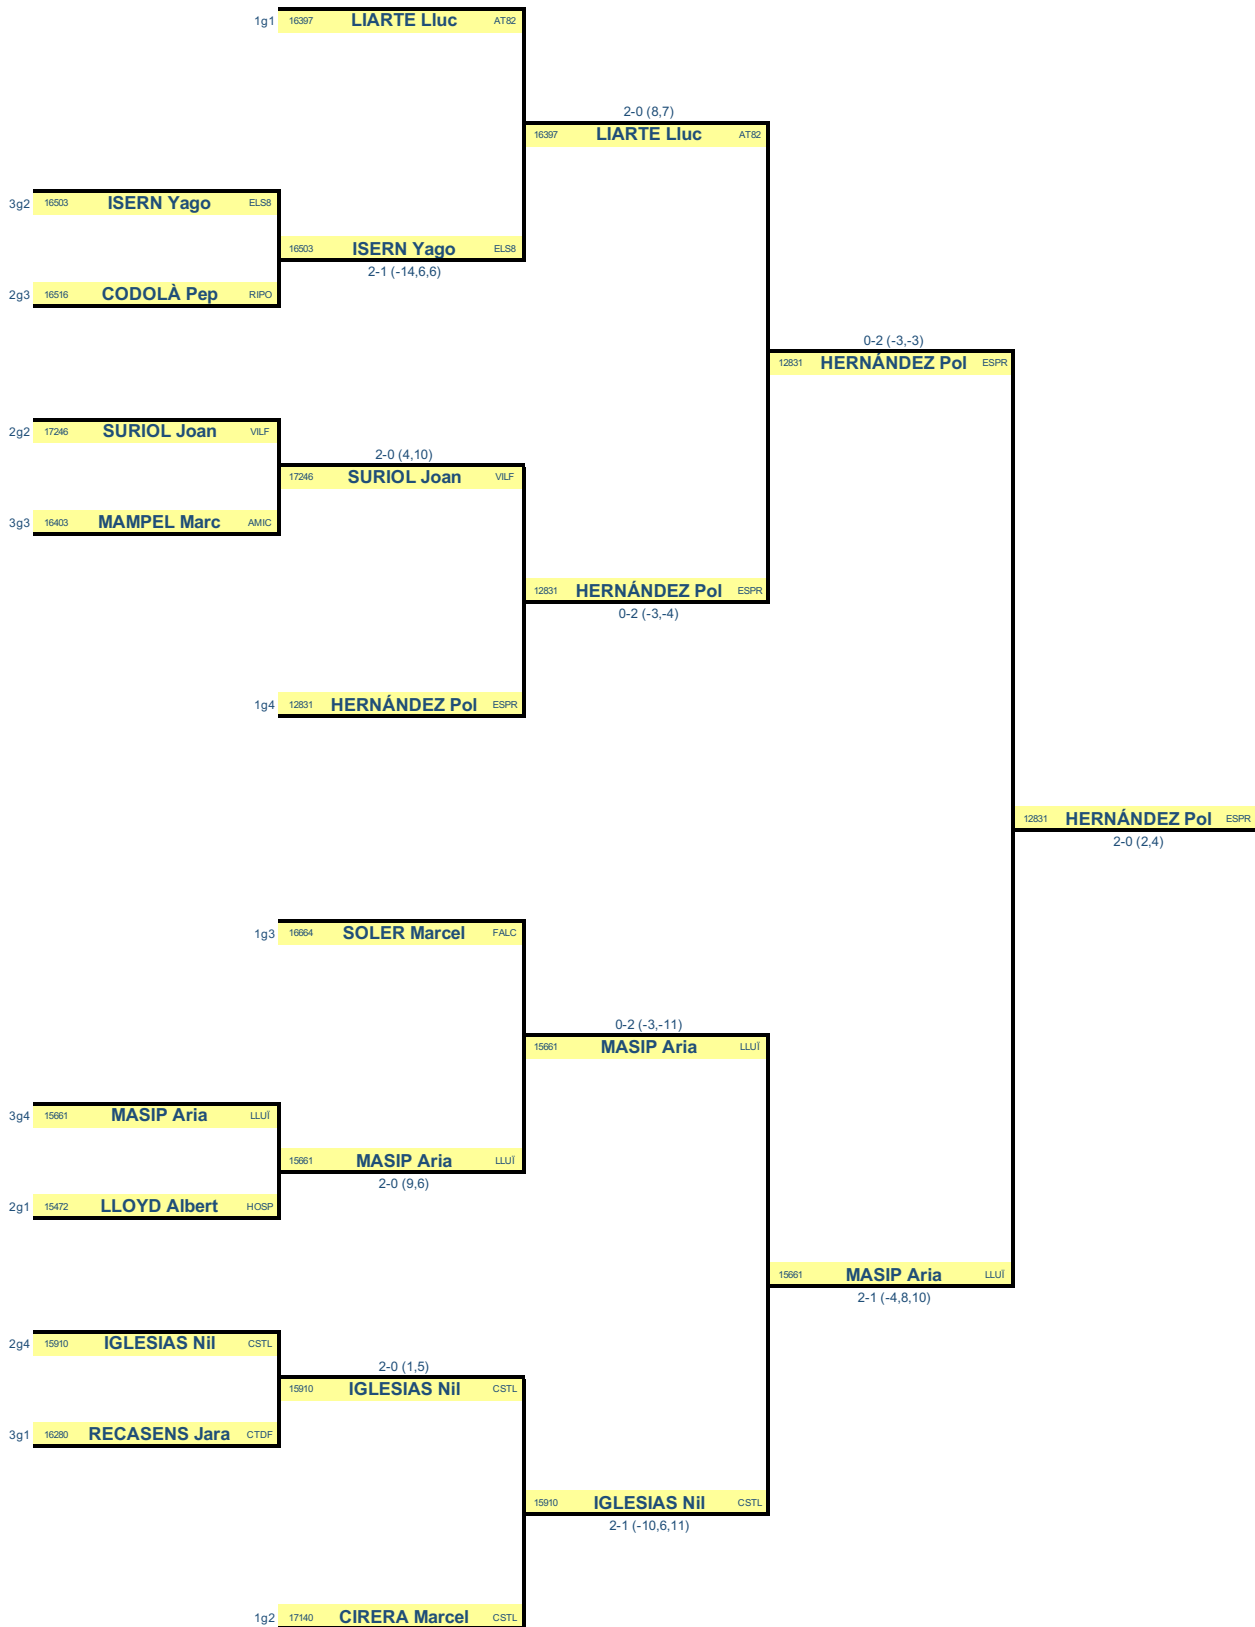 1g1 16397 LIARTE Lluc AT82
2-0 (8,7)
16397 LIARTE Lluc AT82
3g2 16503 ISERN Yago ELS8
16503 ISERN Yago ELS8
2-1 (-14,6,6)
2g3 16516 CODOLÀ Pep RIPO
0-2 (-3,-3)
12831 HERNÁNDEZ Pol ESPR
2g2 17246 SURIOL Joan VILF
2-0 (4,10)
17246 SURIOL Joan VILF
3g3 16403 MAMPEL Marc AMIC
12831 HERNÁNDEZ Pol ESPR
0-2 (-3,-4)
1g4 12831 HERNÁNDEZ Pol ESPR
12831 HERNÁNDEZ Pol ESPR
2-0 (2,4)
1g3 16664 SOLER Marcel FALC
0-2 (-3,-11)
15661 MASIP Aria LLUÏ
3g4 15661 MASIP Aria LLUÏ
15661 MASIP Aria LLUÏ
2-0 (9,6)
2g1 15472 LLOYD Albert HOSP
15661 MASIP Aria LLUÏ
2-1 (-4,8,10)
2g4 15910 IGLESIAS Nil CSTL
2-0 (1,5)
15910 IGLESIAS Nil CSTL
3g1 16280 RECASENS Jara CTDF
15910 IGLESIAS Nil CSTL
2-1 (-10,6,11)
1g2 17140 CIRERA Marcel CSTL